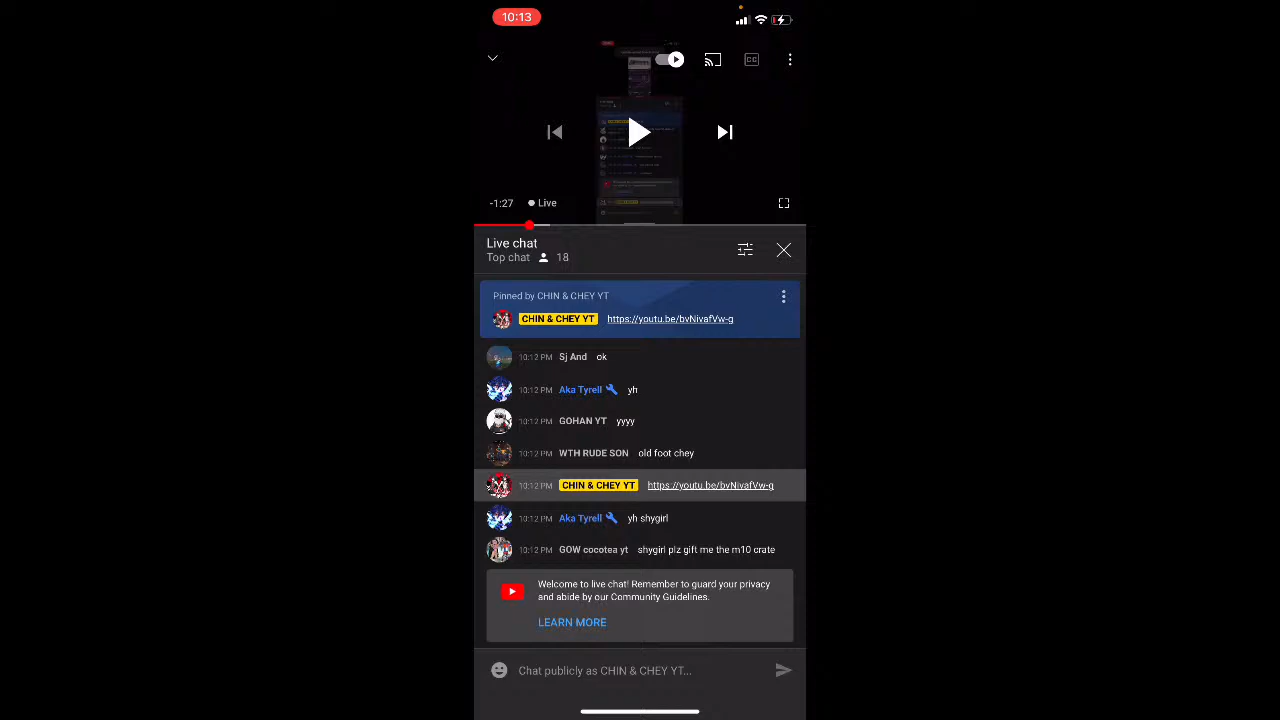 10:13
-1:27 Live
Live chat
Top chat 18
Pinned by CHIN & CHEY YT
CHIN & CHEY YT https://youtu.be/bvNivafVw-g
10:12 PM Sj And ok
10:12 PM Aka Tyrell yh
10:12 PM GOHAN YT yyyy
10:12 PM WTH RUDE SON old foot chey
10:12 PM CHIN & CHEY YT https://youtu.be/bvNivafVw-g
10:12 PM Aka Tyrell yh shygirl
10:12 PM GOW cocotea yt shygirl plz gift me the m10 crate
Welcome to live chat! Remember to guard your privacy
and abide by our Community Guidelines.
LEARN MORE
Chat publicly as CHIN & CHEY YT...